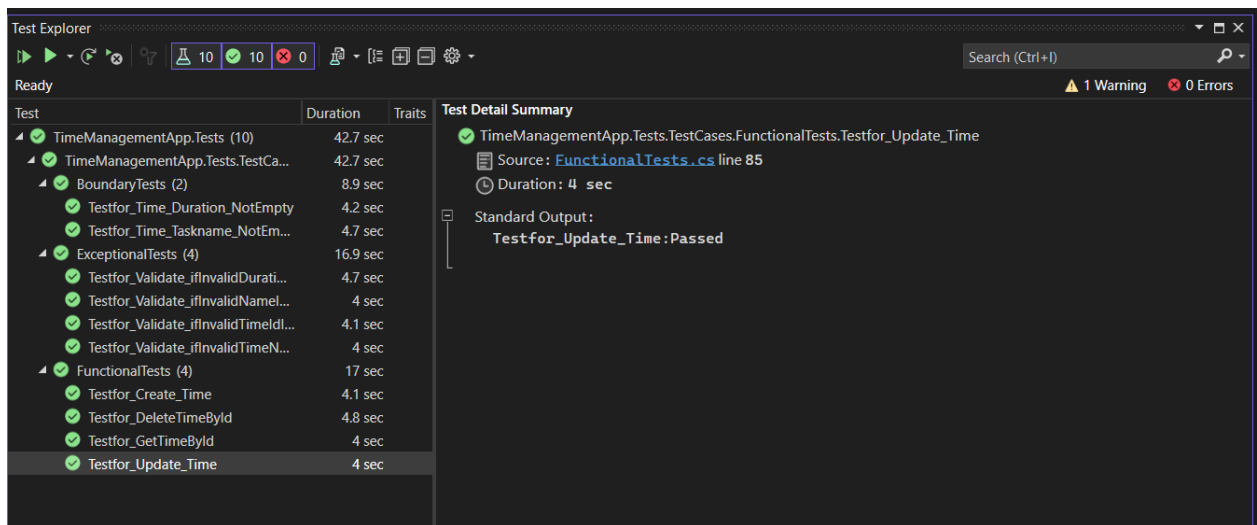 Test Explorer
10 10 0
Search (Ctrl+I)
Ready
1 Warning 0 Errors
Test Duration Traits
TimeManagementApp.Tests (10) 42.7 sec
TimeManagementApp.Tests.TestCa... 42.7 sec
BoundaryTests (2) 8.9 sec
Testfor_Time_Duration_NotEmpty 4.2 sec
Testfor_Time_Taskname_NotEm... 4.7 sec
ExceptionalTests (4) 16.9 sec
Testfor_Validate_ifInvalidDurati... 4.7 sec
Testfor_Validate_ifInvalidNameI... 4 sec
Testfor_Validate_ifInvalidTimeIdI... 4.1 sec
Testfor_Validate_ifInvalidTimeN... 4 sec
FunctionalTests (4) 17 sec
Testfor_Create_Time 4.1 sec
Testfor_DeleteTimeById 4.8 sec
Testfor_GetTimeById 4 sec
Testfor_Update_Time 4 sec
Test Detail Summary
TimeManagementApp.Tests.TestCases.FunctionalTests.Testfor_Update_Time
Source: FunctionalTests.cs line 85
Duration: 4 sec
Standard Output:
Testfor_Update_Time:Passed